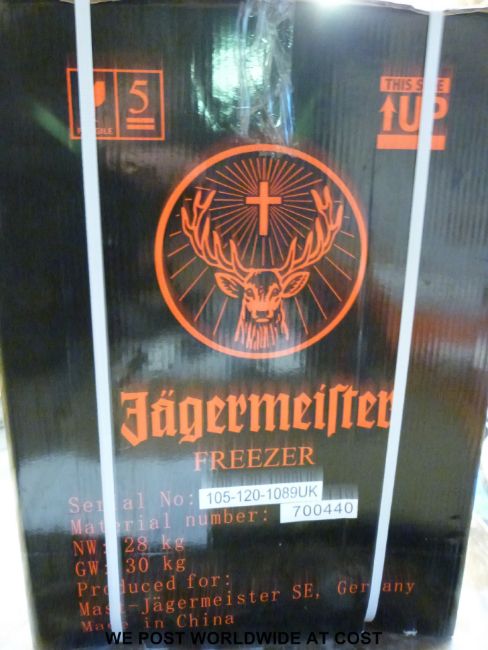 FRAGILE
5
THIS SIDE
UP
Jägermeiſter
FREEZER
Serial No: 105-120-1089UK
Material number: 700440
NW: 28 kg
GW: 30 kg
Produced for:
Mast-Jägermeister SE, Germany
Made in China
WE POST WORLDWIDE AT COST